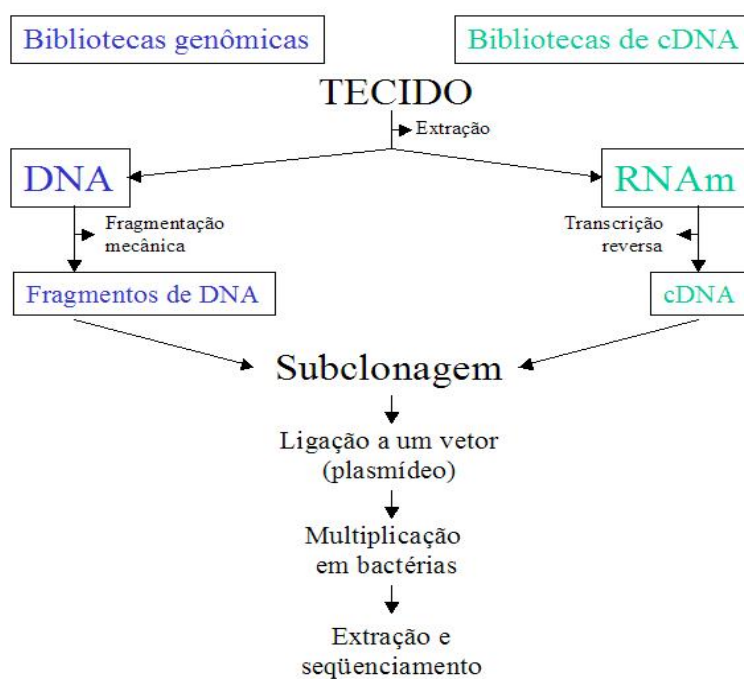 Bibliotecas genômicas
Bibliotecas de cDNA
TECIDO
Extração
DNA
RNAm
Fragmentação
mecânica
Transcrição
reversa
Fragmentos de DNA
cDNA
Subclonagem
Ligação a um vetor
(plasmídeo)
Multiplicação
em bactérias
Extração e
seqüenciamento